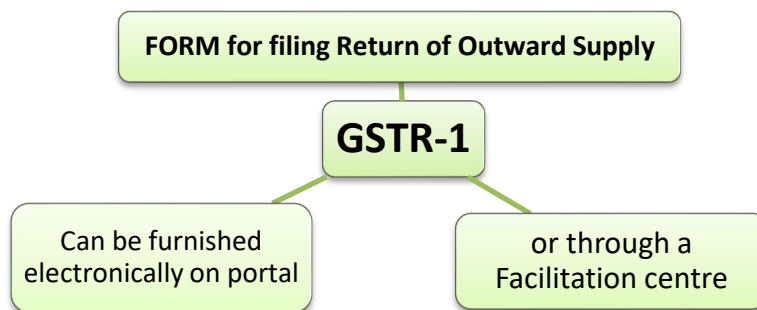 FORM for filing Return of Outward Supply
GSTR-1
Can be furnished
electronically on portal
or through a
Facilitation centre